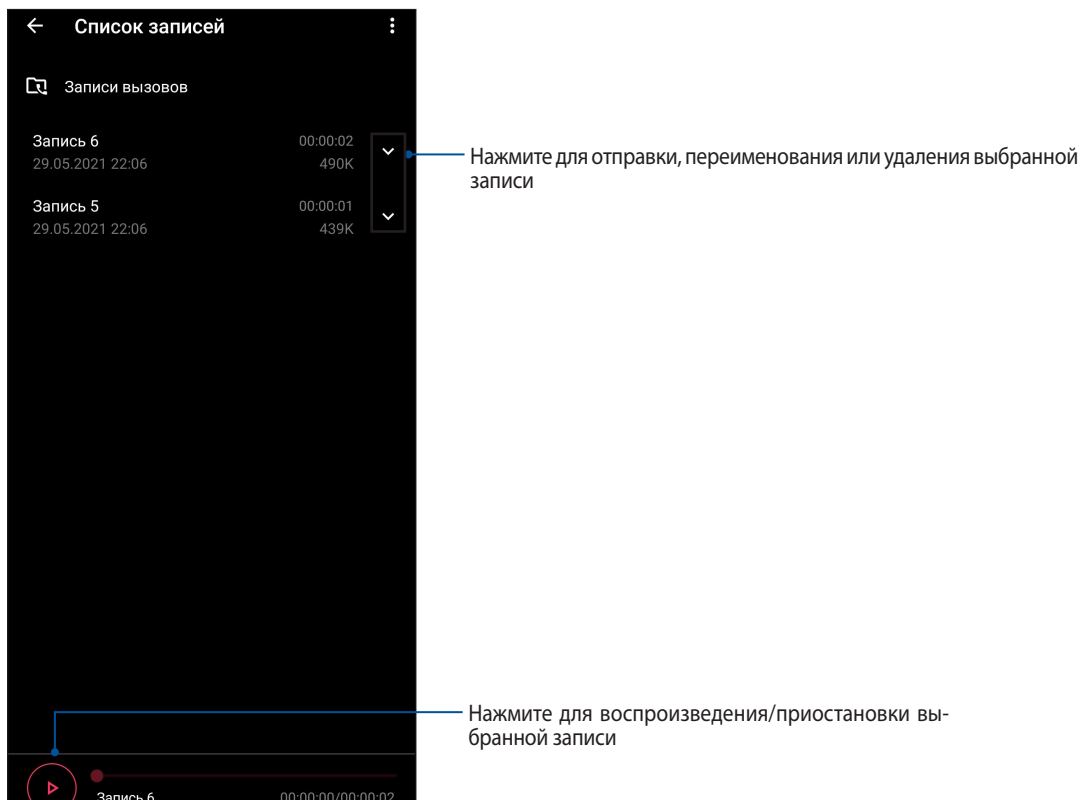 Список записей
Записи вызовов
Запись 6 00:00:02
29.05.2021 22:06 490K
Нажмите для отправки, переименования или удаления выбранной
записи
Запись 5 00:00:01
29.05.2021 22:06 439K
Нажмите для воспроизведения/приостановки вы-
бранной записи
Запись 6 00:00:00/00:00:02